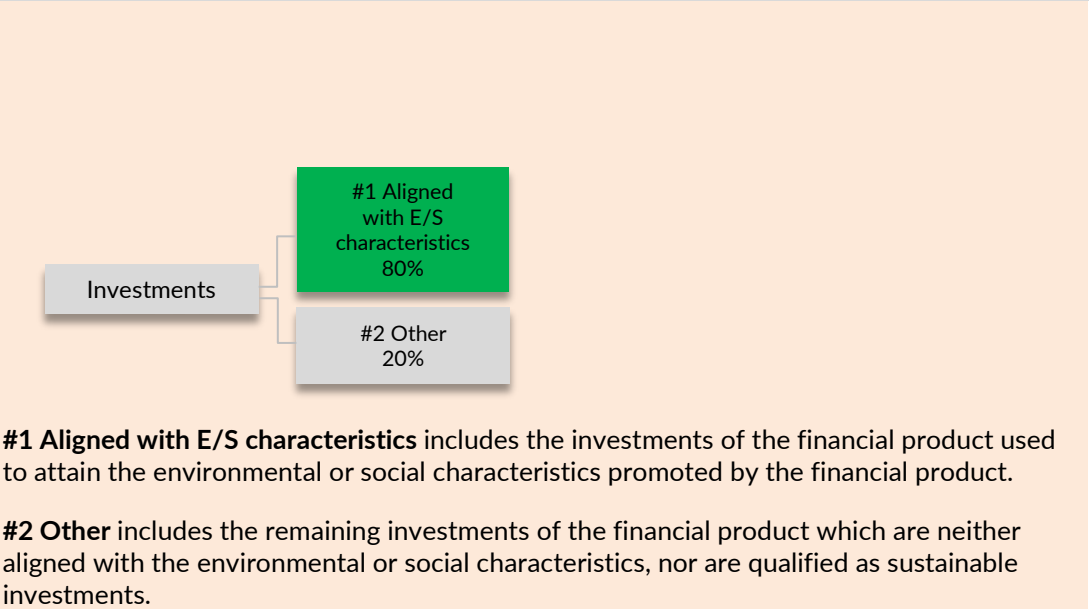 #1 Aligned
with E/S
characteristics
80%
Investments
#2 Other
20%
#1 Aligned with E/S characteristics includes the investments of the financial product used
to attain the environmental or social characteristics promoted by the financial product.
#2 Other includes the remaining investments of the financial product which are neither
aligned with the environmental or social characteristics, nor are qualified as sustainable
investments.